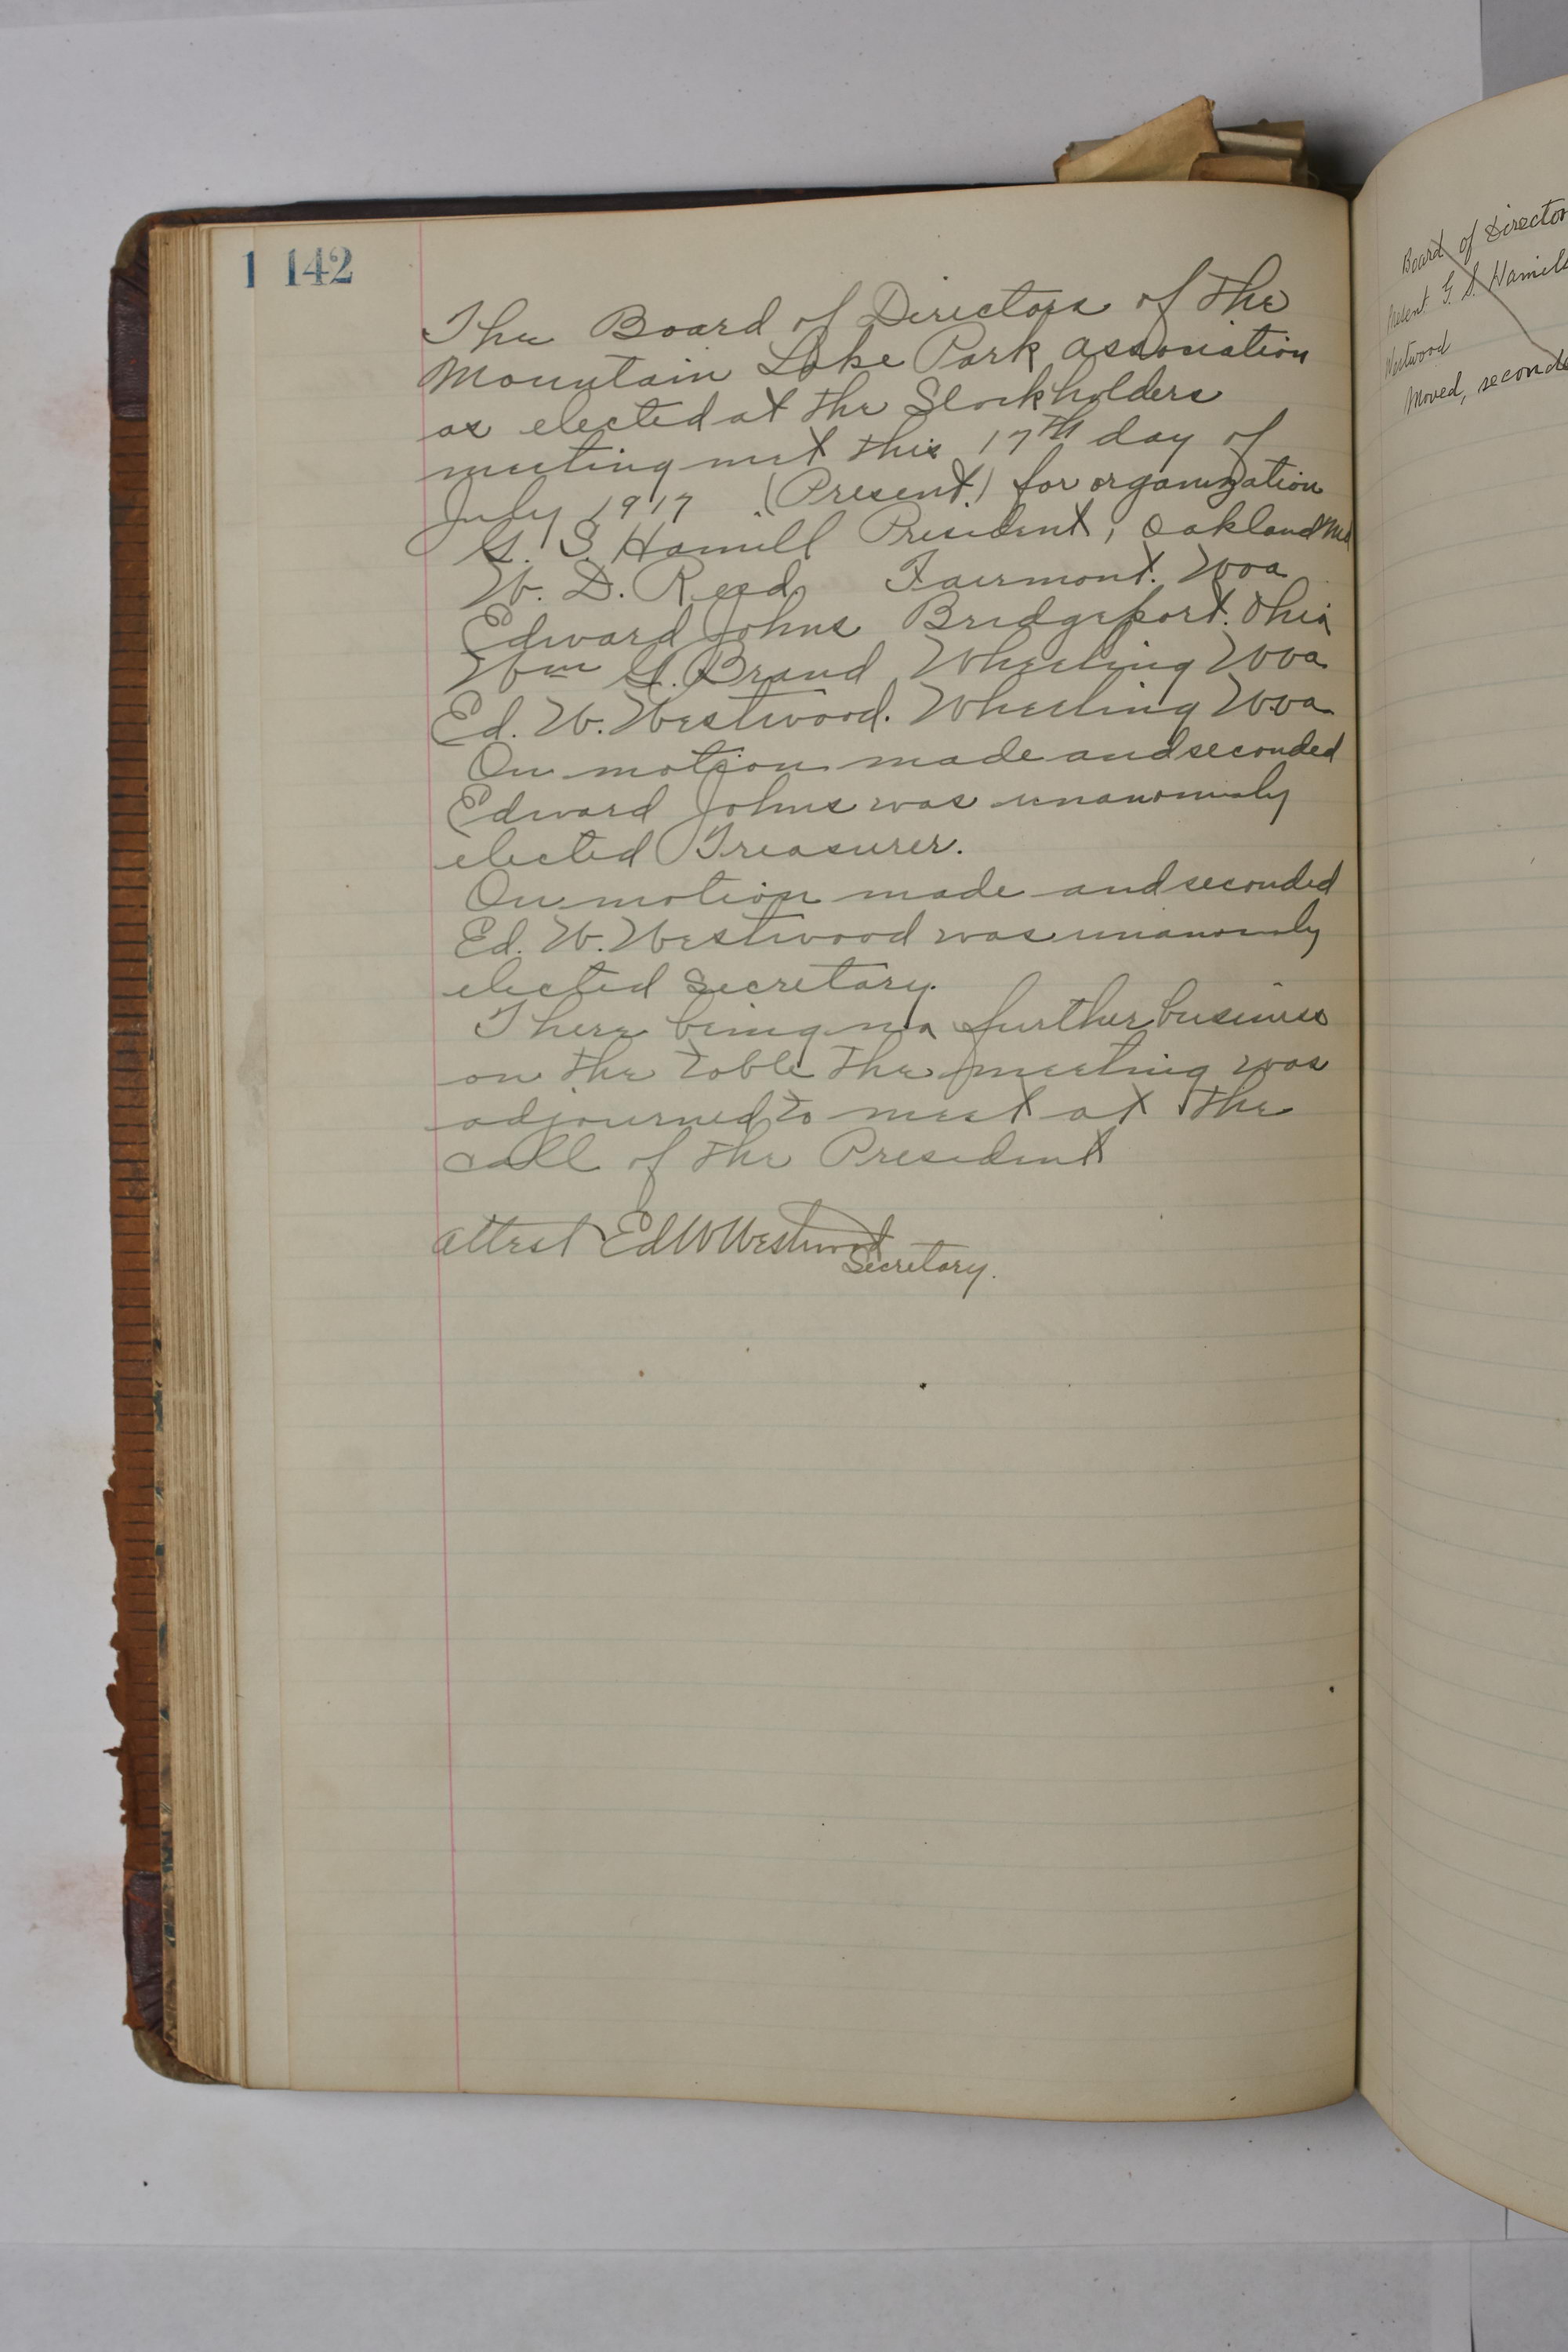 1 142
The Board of Directors of the
Mountain Lake Park Association
as elected at the Stockholders
meeting met this 17th day of
July 1917 (Present) for organization
G. S. Hamill President, Oakland Md
W. D. Reed Fairmont. Wva
Edward Johns Bridgeport. Ohio
Wm G. Brand Wheeling Wva
Ed. W. Westwood. Wheeling W.va
On motion made and seconded
Edward Johns was unanomusly
elected Treasurer.
On motion made and seconded
Ed. W. Westwood was unanomusly
elected Secretary.
There being no further business
on the table the meeting was
adjourned to meet at the
call of the President
Attest Ed W Westwood
Secretary.
Board of Director
Present G. S. Hamill
Westwood
Moved, seconde